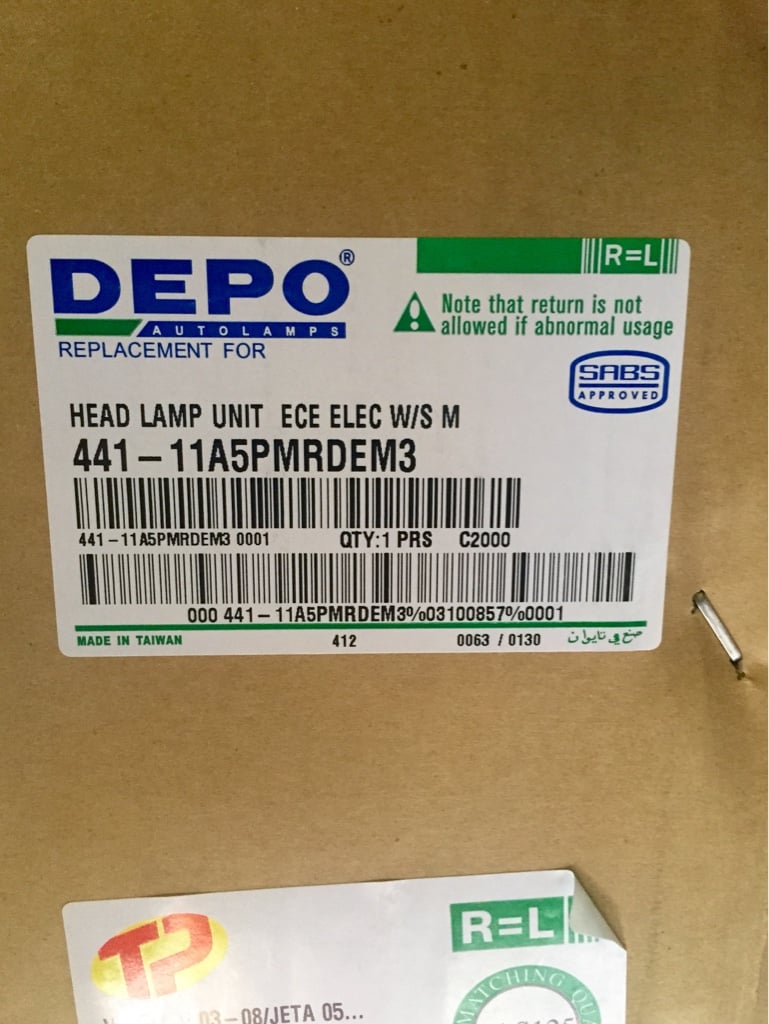 DEPO®
AUTOLAMPS
REPLACEMENT FOR
R=L
Note that return is not
allowed if abnormal usage
SABS
APPROVED
HEAD LAMP UNIT ECE ELEC W/S M
441-11A5PMRDEM3
441-11A5PMRDEM3 0001 QTY:1 PRS C2000
000 441-11A5PMRDEM3%03100857%0001
MADE IN TAIWAN 412 0063 / 0130 صنع في تايوان
TP
R=L
03-08/JETA 05...
MATCHING